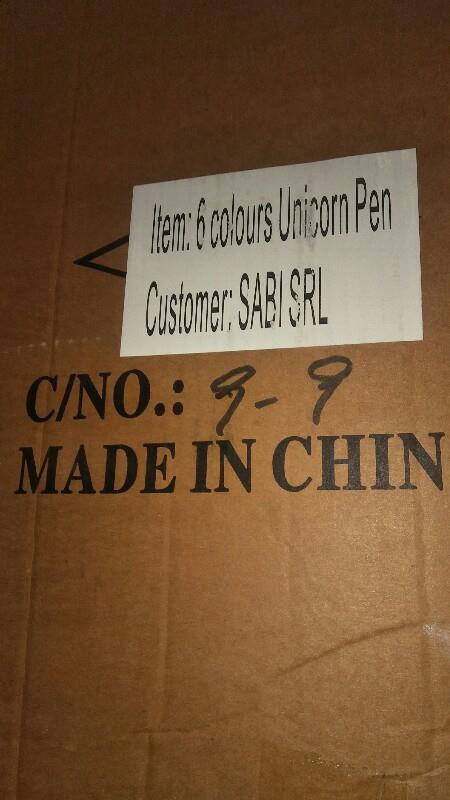 Item: 6 colours Unicorn Pen
Customer: SABI SRL
C/NO.: 9-9
MADE IN CHIN